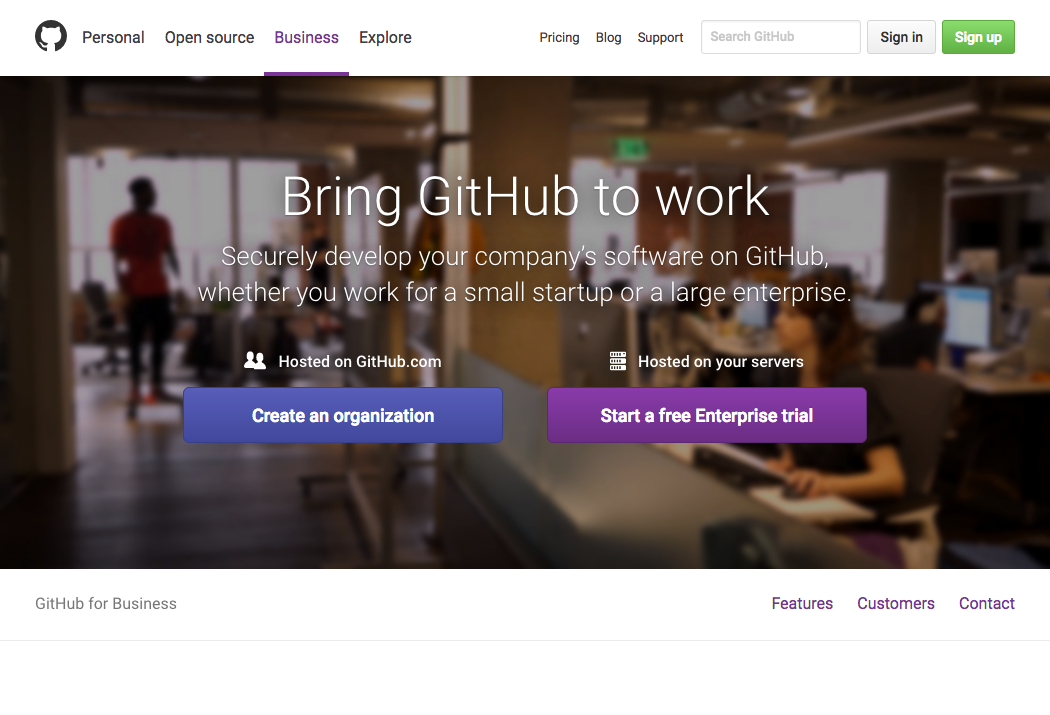 Personal Open source Business Explore Pricing Blog Support Search GitHub Sign in Sign up
Bring GitHub to work
Securely develop your company’s software on GitHub,
whether you work for a small startup or a large enterprise.
Hosted on GitHub.com Hosted on your servers
Create an organization Start a free Enterprise trial
GitHub for Business Features Customers Contact